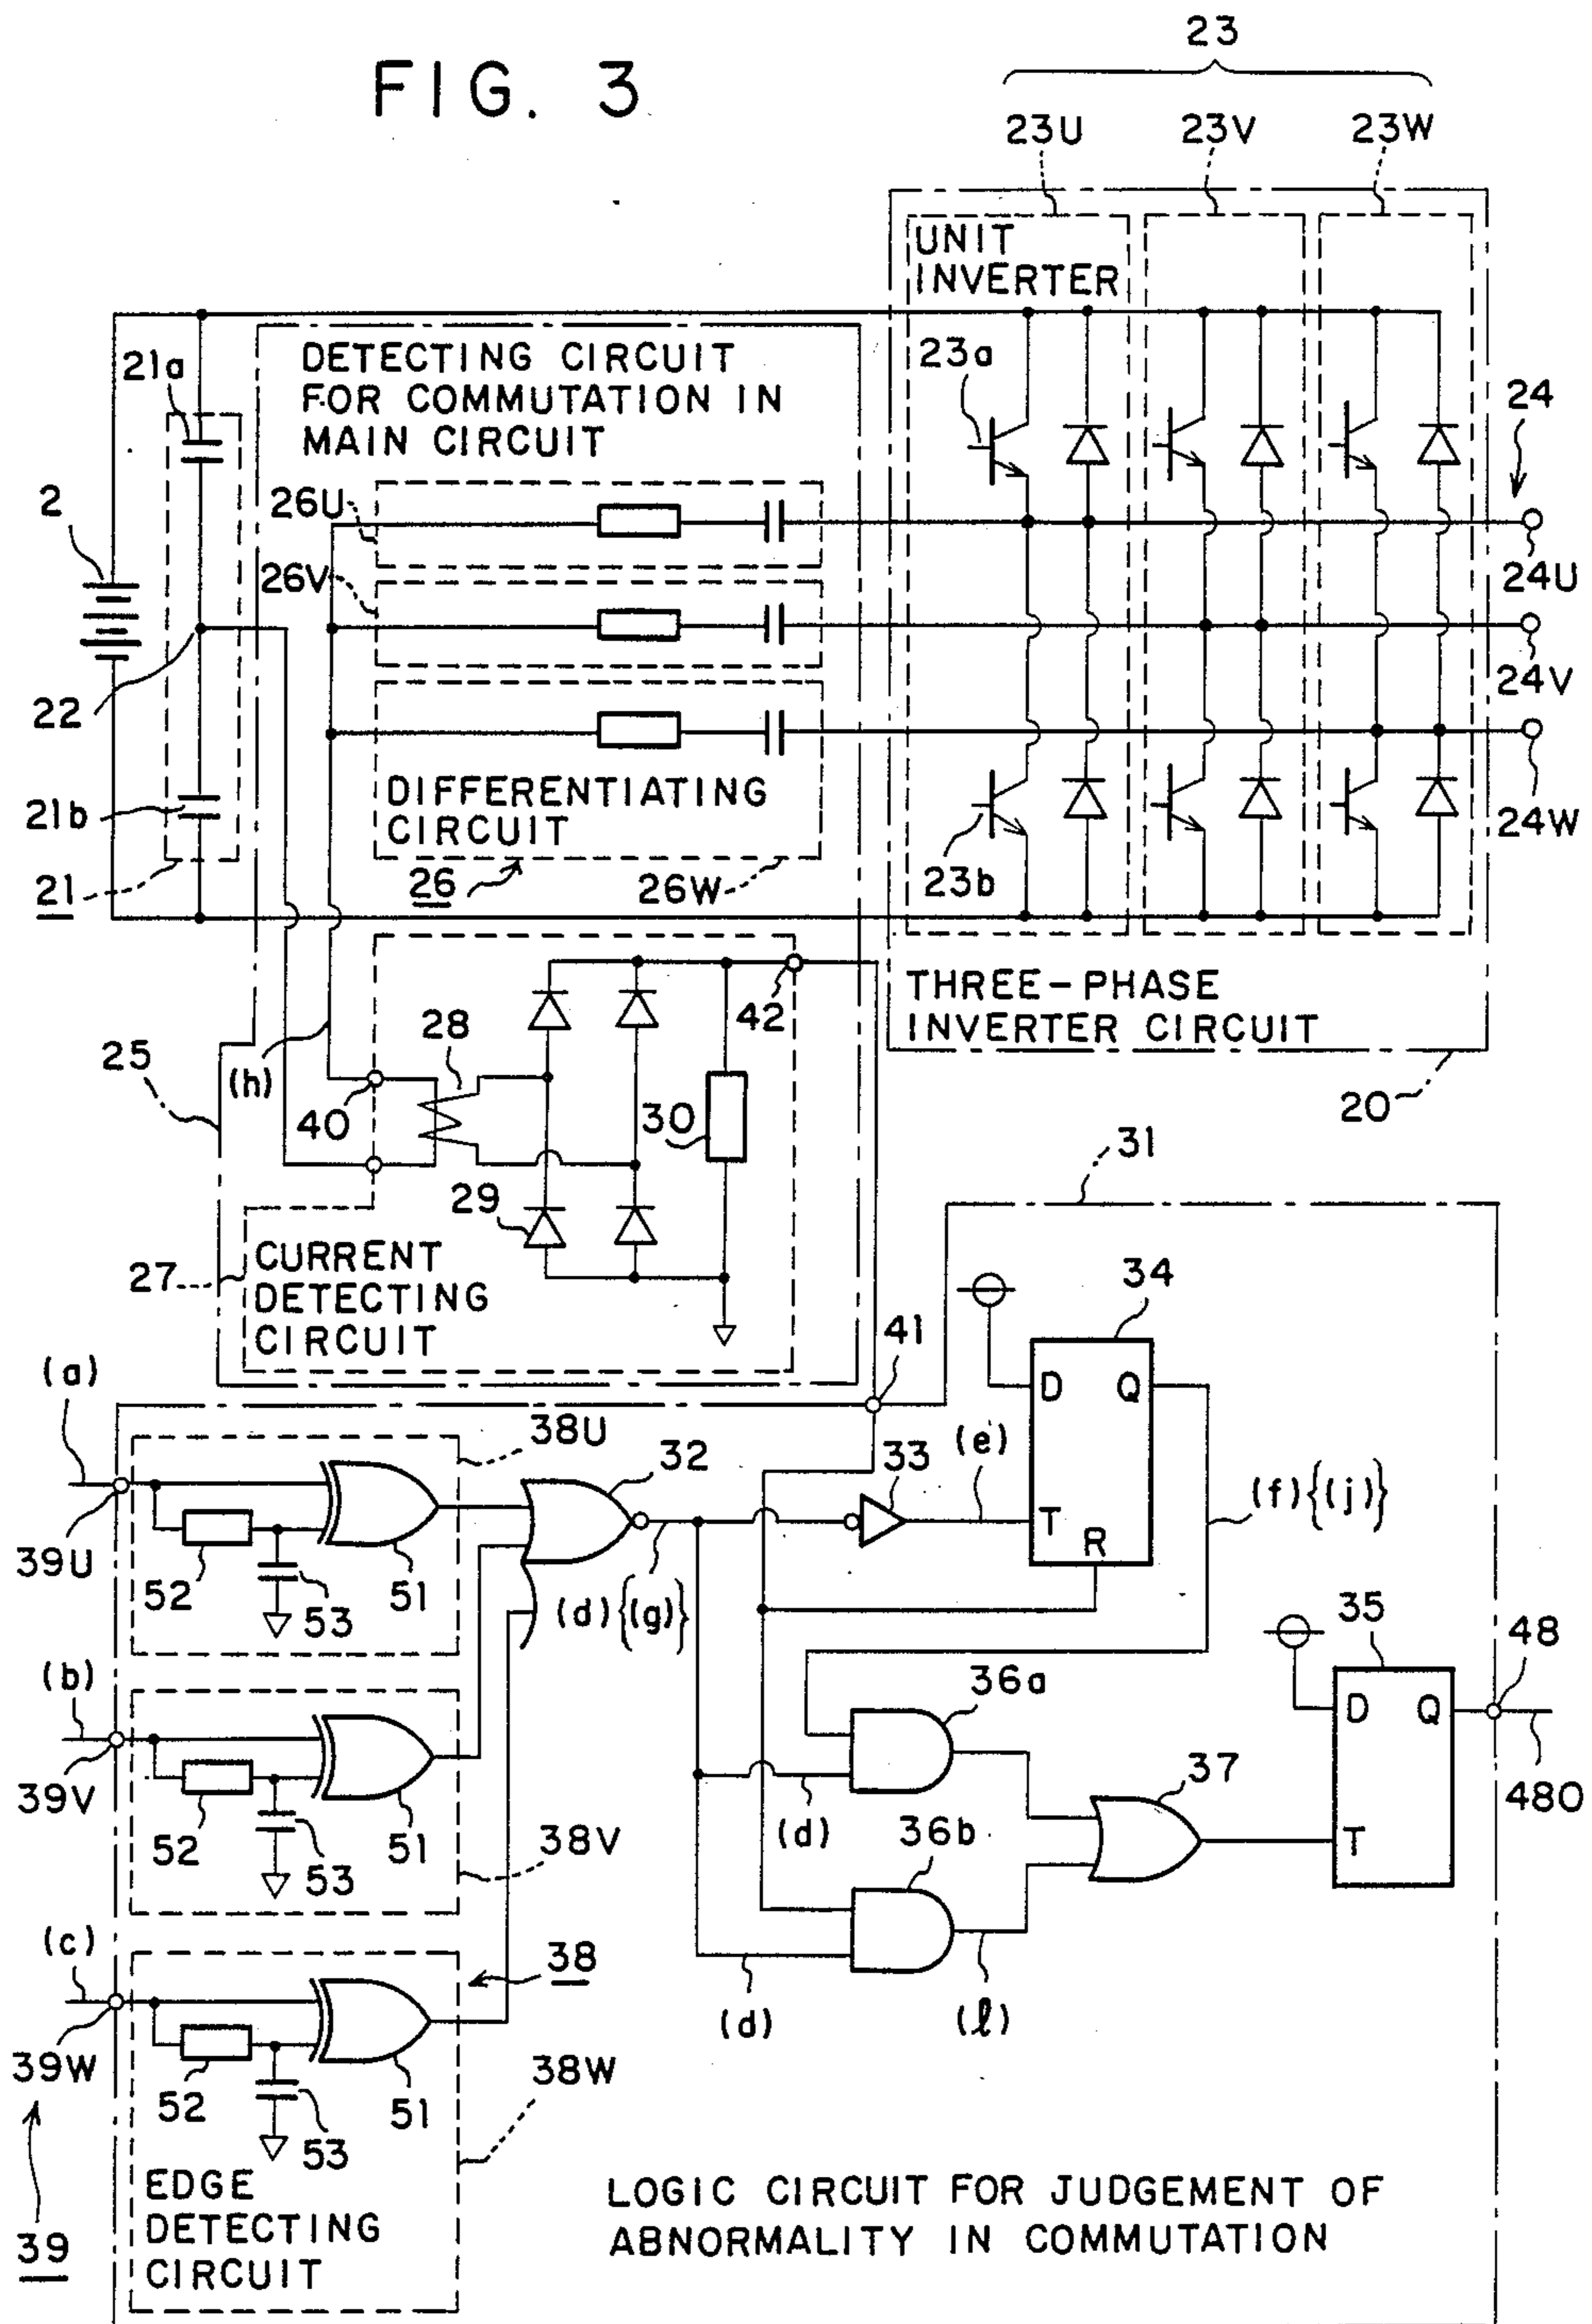 FIG. 3
23
23U 23V 23W
UNIT
INVERTER
21a
DETECTING CIRCUIT
FOR COMMUTATION IN
MAIN CIRCUIT
23a
24
2
26U
24U
26V
22
24V
21b
DIFFERENTIATING
CIRCUIT
24W
21
26
26W
23b
42
THREE-PHASE
INVERTER CIRCUIT
25
(h)
28
40
30
20
31
29
27
CURRENT
DETECTING
CIRCUIT
34
41
(a)
D Q
38U
32
(e)
33
(f){(j)}
T
R
39U
52
53
51
(d){(g)}
35
48
(b)
36a
D Q
39V
52
53
51
(d)
36b
37
480
38V
T
(c)
38
39W
52
53
51
(d)
(ℓ)
38W
EDGE
DETECTING
CIRCUIT
39
LOGIC CIRCUIT FOR JUDGEMENT OF
ABNORMALITY IN COMMUTATION